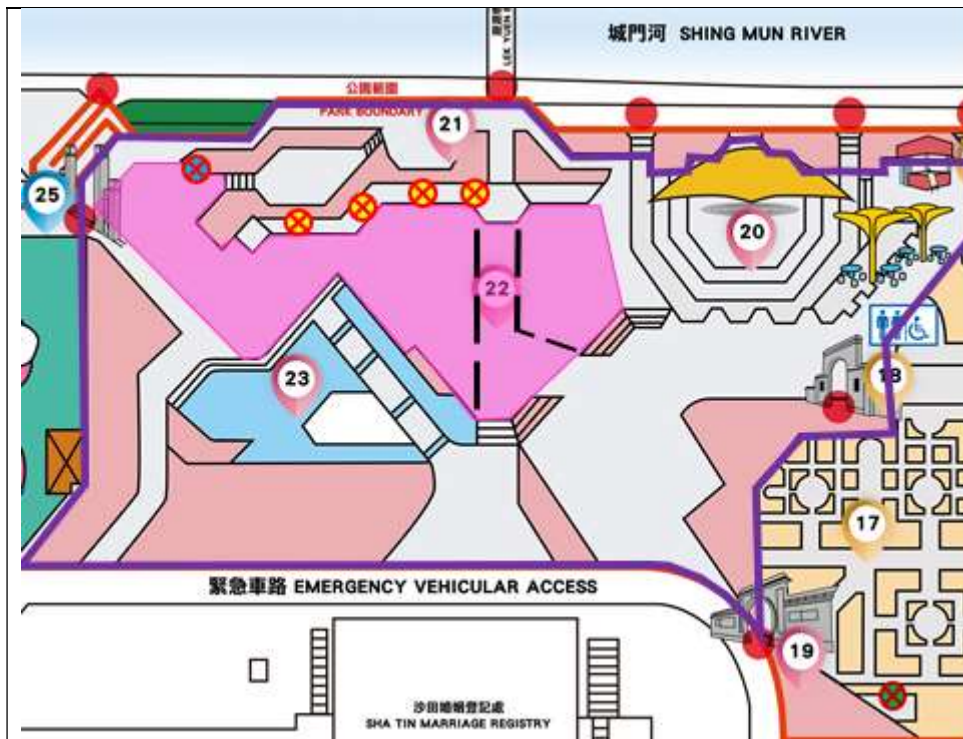 城門河 SHING MUN RIVER
LEK YUEN
公園範圍
PARK BOUNDARY
21
25
20
22
18
23
17
緊急車路 EMERGENCY VEHICULAR ACCESS
19
沙田婚姻登記處
SHA TIN MARRIAGE REGISTRY